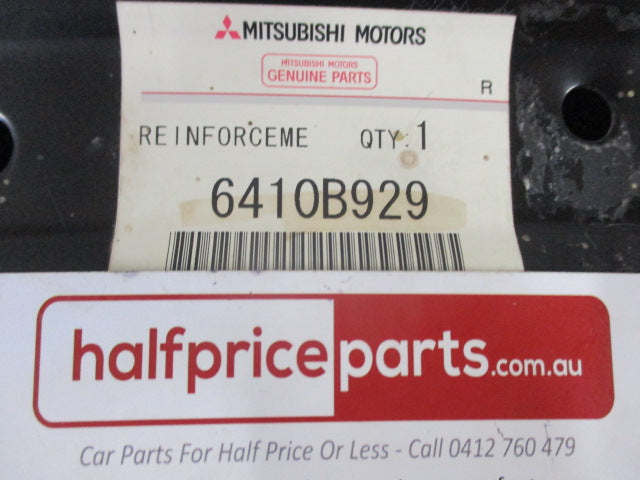 MITSUBISHI MOTORS
MITSUBISHI MOTORS
GENUINE PARTS
R
REINFORCEME QTY:1
6410B929
halfpriceparts.com.au
Car Parts For Half Price Or Less - Call 0412 760 479